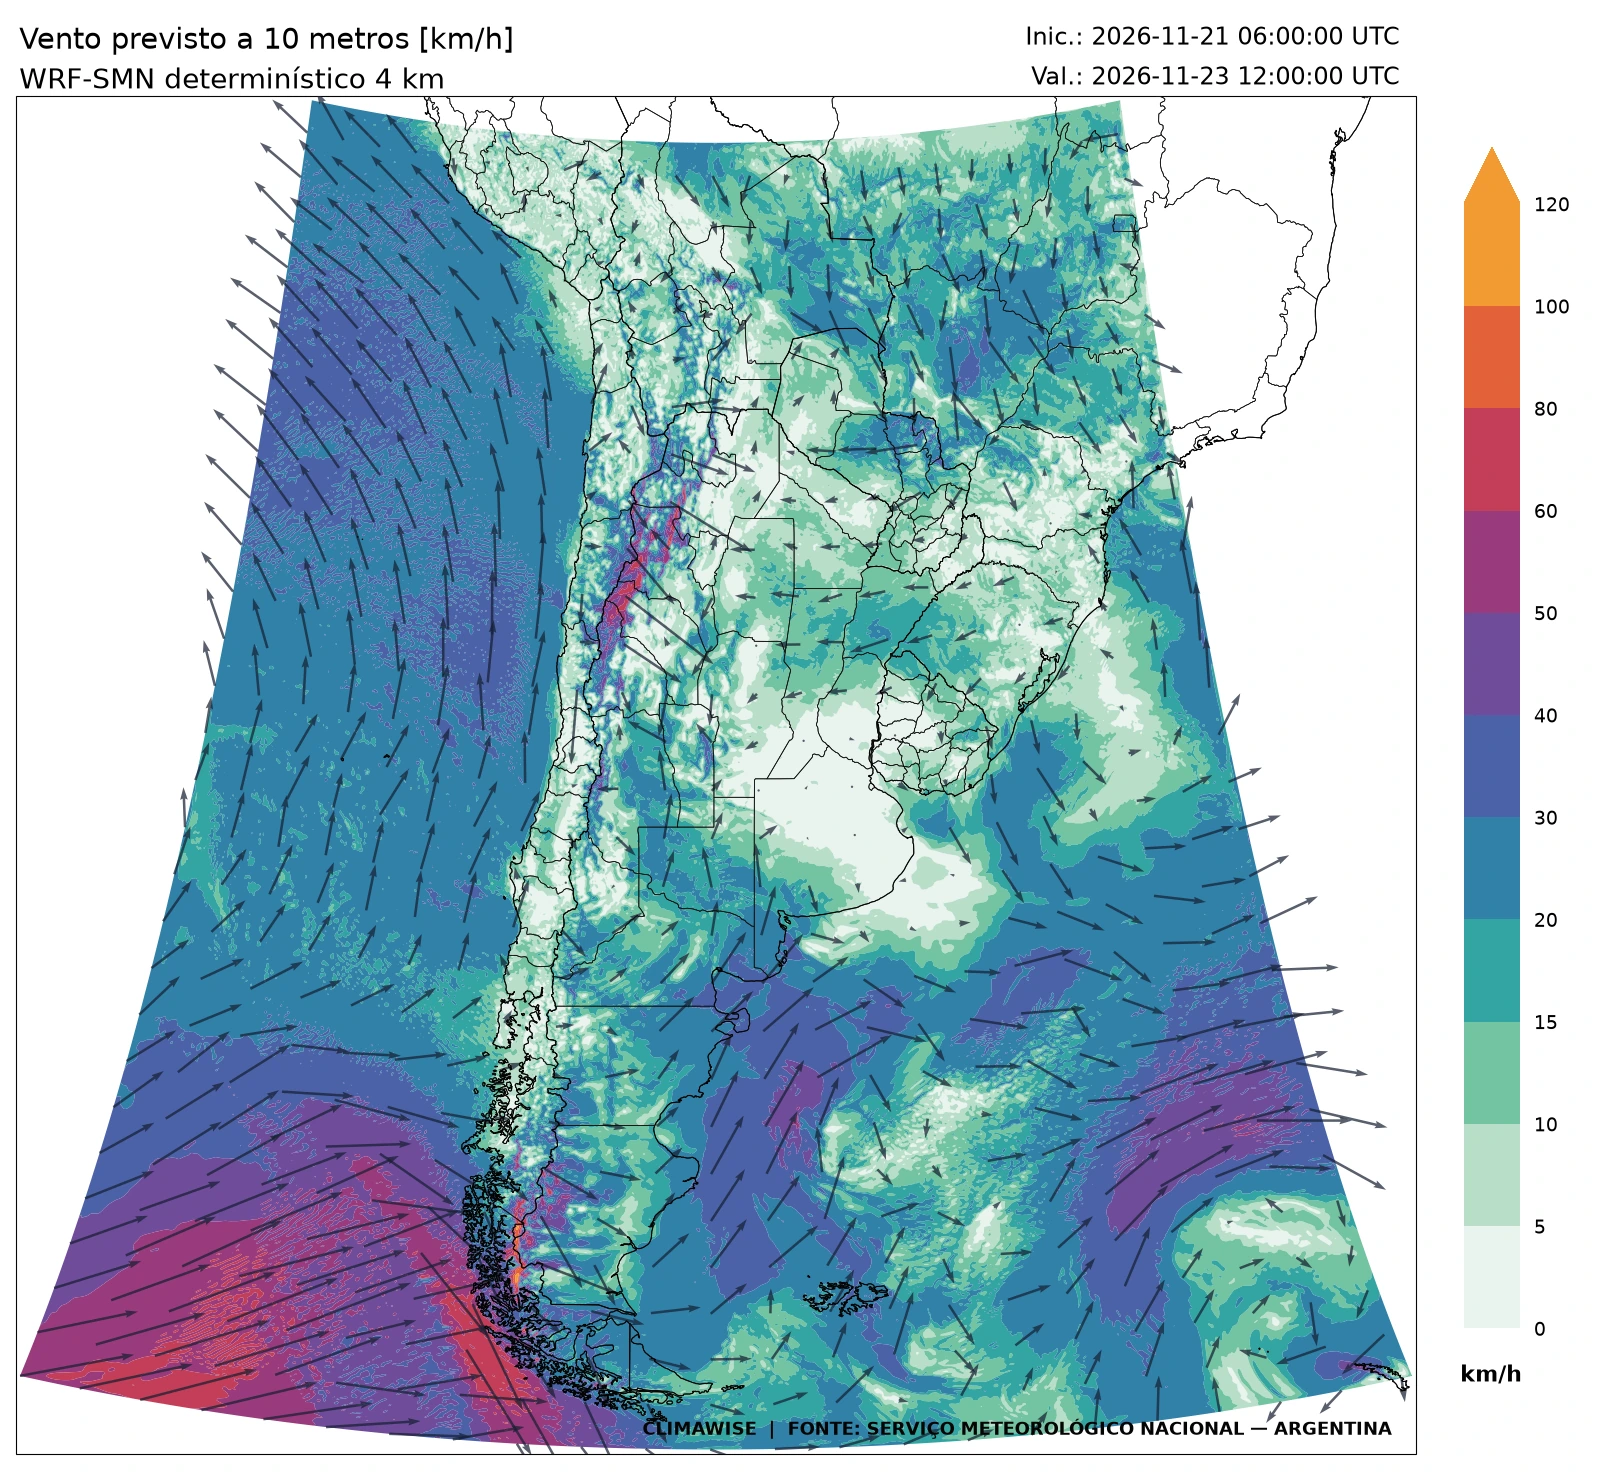 Vento previsto a 10 metros [km/h]
WRF-SMN determinístico 4 km
Inic.: 2026-11-21 06:00:00 UTC
Val.: 2026-11-23 12:00:00 UTC
120
100
80
60
50
40
30
20
15
10
5
0
km/h
CLIMAWISE | FONTE: SERVIÇO METEOROLÓGICO NACIONAL — ARGENTINA